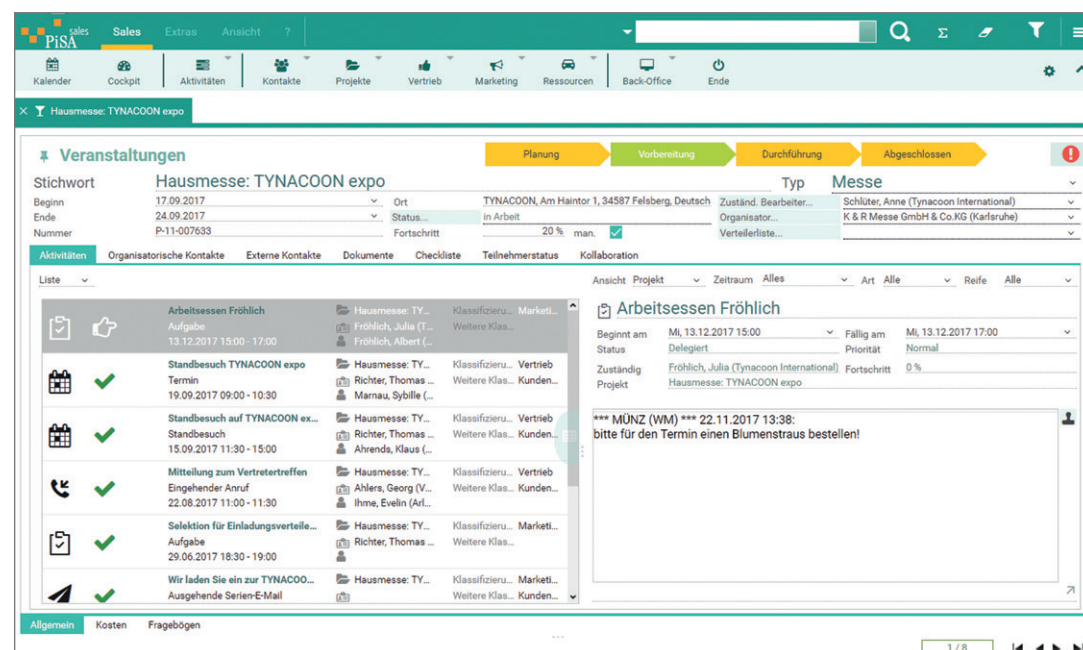 PiSA sales
Sales Extras Ansicht ?
Σ
Kalender Cockpit Aktivitäten Kontakte Projekte Vertrieb Marketing Ressourcen Back-Office Ende
Hausmesse: TYNACOON expo
Veranstaltungen
Planung Vorbereitung Durchführung Abgeschlossen
Stichwort Hausmesse: TYNACOON expo Typ Messe
Beginn 17.09.2017 Ort TYNACOON, Am Haintor 1, 34587 Felsberg, Deutsch Zuständ. Bearbeiter... Schlüter, Anne (Tynacoon International)
Ende 24.09.2017 Status... in Arbeit Organisator... K & R Messe GmbH & Co.KG (Karlsruhe)
Nummer P-11-007633 Fortschritt 20 % man. Verteilerliste...
Aktivitäten Organisatorische Kontakte Externe Kontakte Dokumente Checkliste Teilnehmerstatus Kollaboration
Liste Ansicht Projekt Zeitraum Alles Art Alle Reife Alle
Arbeitsessen Fröhlich Hausmesse: TY... Klassifizieru... Marketi...
Aufgabe Fröhlich, Julia (T... Weitere Klas...
13.12.2017 15:00 - 17:00 Fröhlich, Albert (...
Standbesuch TYNACOON expo Hausmesse: TY... Klassifizieru... Vertrieb
Termin Richter, Thomas ... Weitere Klas... Kunden...
19.09.2017 09:00 - 10:30 Marnau, Sybille (...
Standbesuch auf TYNACOON ex... Hausmesse: TY... Klassifizieru... Vertrieb
Standbesuch Richter, Thomas ... Weitere Klas... Kunden...
15.09.2017 11:30 - 15:00 Ahrends, Klaus (...
Mitteilung zum Vertretertreffen Hausmesse: TY... Klassifizieru... Vertrieb
Eingehender Anruf Ahlers, Georg (V... Weitere Klas... Kunden...
22.08.2017 11:00 - 11:30 Ihme, Evelin (Arl...
Selektion für Einladungsverteile... Hausmesse: TY... Klassifizieru... Marketi...
Aufgabe Richter, Thomas ... Weitere Klas...
29.06.2017 18:30 - 19:00
Wir laden Sie ein zur TYNACOO... Hausmesse: TY... Klassifizieru... Marketi...
Ausgehende Serien-E-Mail Weitere Klas... Kunden...
Arbeitsessen Fröhlich
Beginnt am Mi, 13.12.2017 15:00 Fällig am Mi, 13.12.2017 17:00
Status Delegiert Priorität Normal
Zuständig Fröhlich, Julia (Tynacoon International) Fortschritt 0 %
Projekt Hausmesse: TYNACOON expo
*** MÜNZ (WM) *** 22.11.2017 13:38:
bitte für den Termin einen Blumenstraus bestellen!
Allgemein Kosten Fragebögen
1 / 8